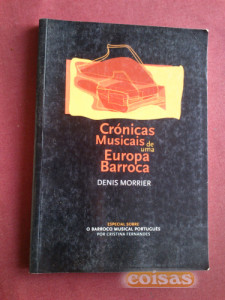 Crónicas
Musicais de
uma
Europa
Barroca
DENIS MORRIER
ESPECIAL SOBRE
O BARROCO MUSICAL PORTUGUÊS
POR CRISTINA FERNANDES
coisas